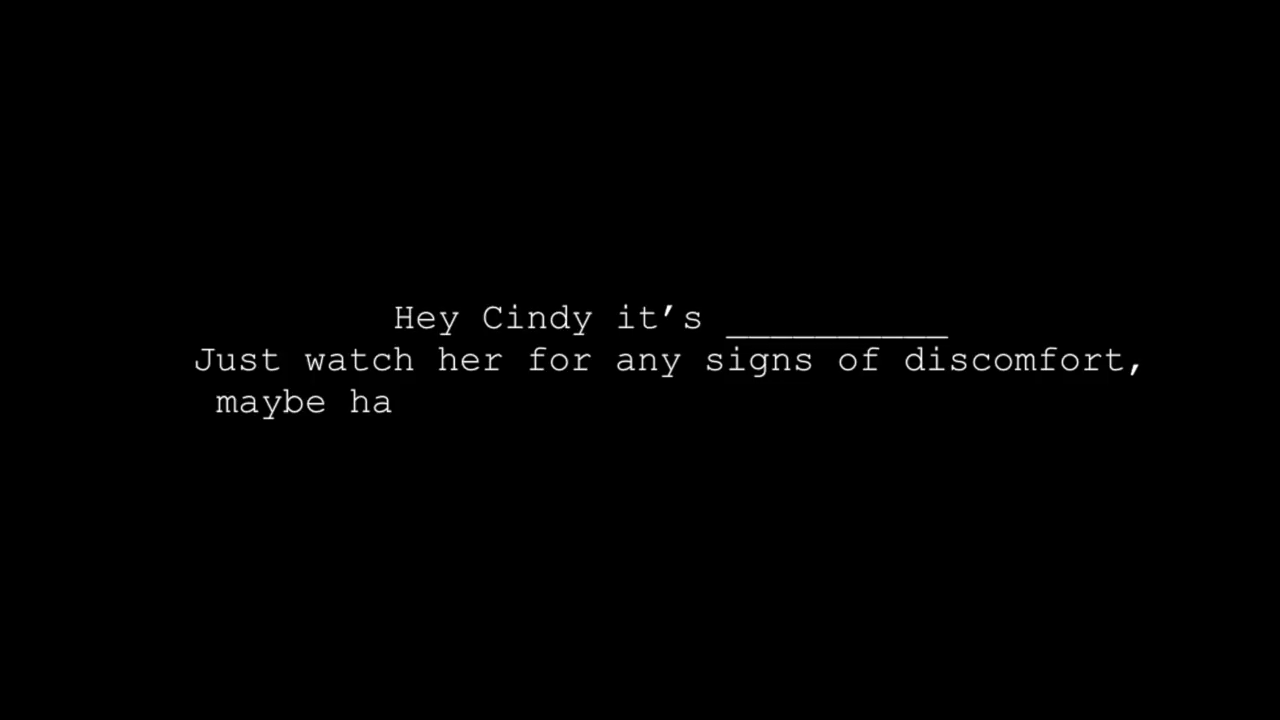 Hey Cindy it’s __________
Just watch her for any signs of discomfort,
maybe ha